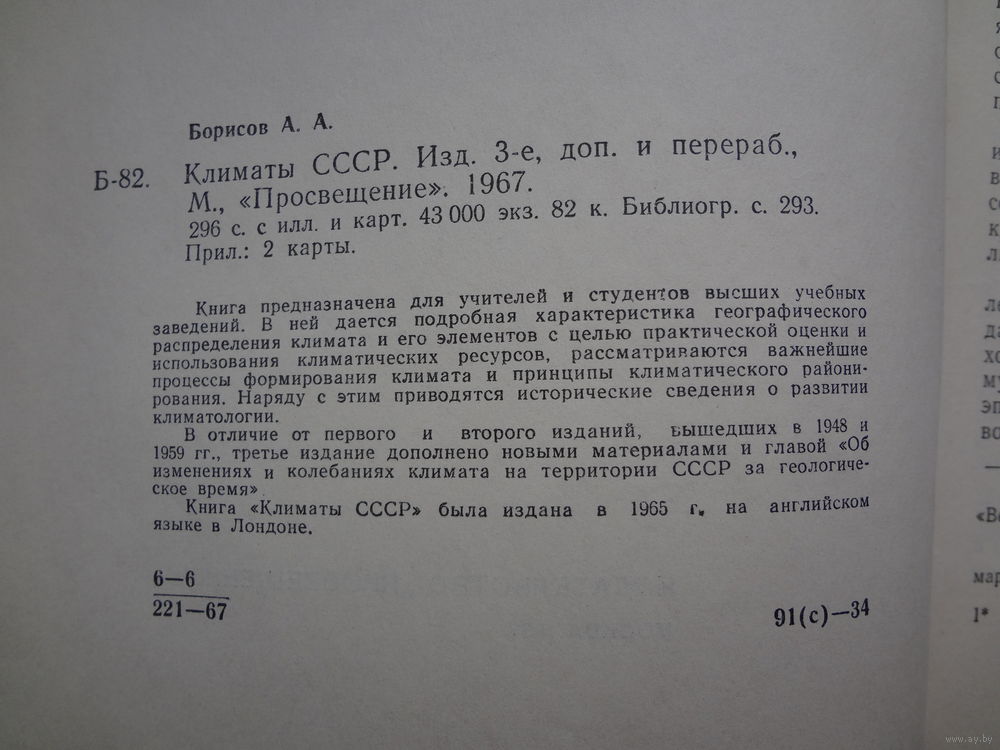 Борисов А. А.
Б-82. Климаты СССР. Изд. 3-е, доп. и перераб.,
М., «Просвещение». 1967.
296 с. с илл. и карт. 43 000 экз. 82 к. Библиогр. с. 293.
Прил.: 2 карты.
Книга предназначена для учителей и студентов высших учебных
заведений. В ней дается подробная характеристика географического
распределения климата и его элементов с целью практической оценки и
использования климатических ресурсов, рассматриваются важнейшие
процессы формирования климата и принципы климатического райони-
рования. Наряду с этим приводятся исторические сведения о развитии
климатологии.
В отличие от первого и второго изданий, вышедших в 1948 и
1959 гг., третье издание дополнено новыми материалами и главой «Об
изменениях и колебаниях климата на территории СССР за геологиче-
ское время»
Книга «Климаты СССР» была издана в 1965 г. на английском
языке в Лондоне.
6—6
221—67
91(с)—34
1*
www.ay.by